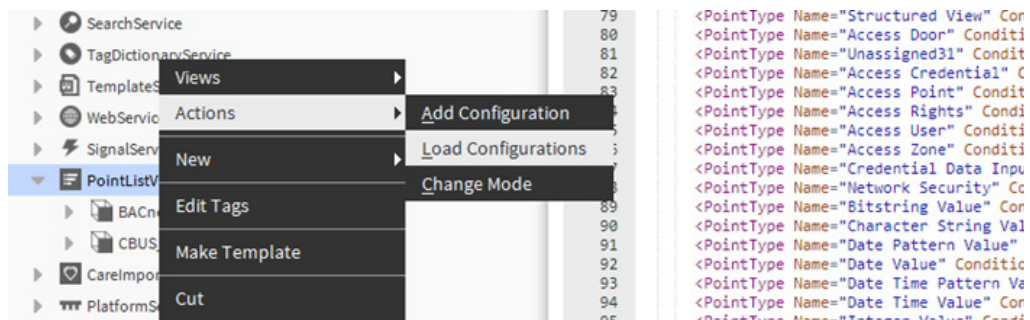 SearchService
TagDictionaryService
TemplateS
WebServic
SignalServ
PointListV
BACn
CBUS_
CareImpor
PlatformS
Views
Actions
New
Edit Tags
Make Template
Cut
Add Configuration
Load Configurations
Change Mode
79 <PointType Name="Structured View" Con
80 <PointType Name="Access Door" Conditi
81 <PointType Name="Unassigned31" Condit
82 <PointType Name="Access Credential" C
83 <PointType Name="Access Point" Condit
<PointType Name="Access Rights" Condi
<PointType Name="Access User" Conditi
<PointType Name="Access Zone" Conditi
<PointType Name="Credential Data Inpu
<PointType Name="Network Security" Co
89 <PointType Name="Bitstring Value" Con
90 <PointType Name="Character String Val
91 <PointType Name="Date Pattern Value"
92 <PointType Name="Date Value" Conditio
93 <PointType Name="Date Time Pattern Va
94 <PointType Name="Date Time Value" Con